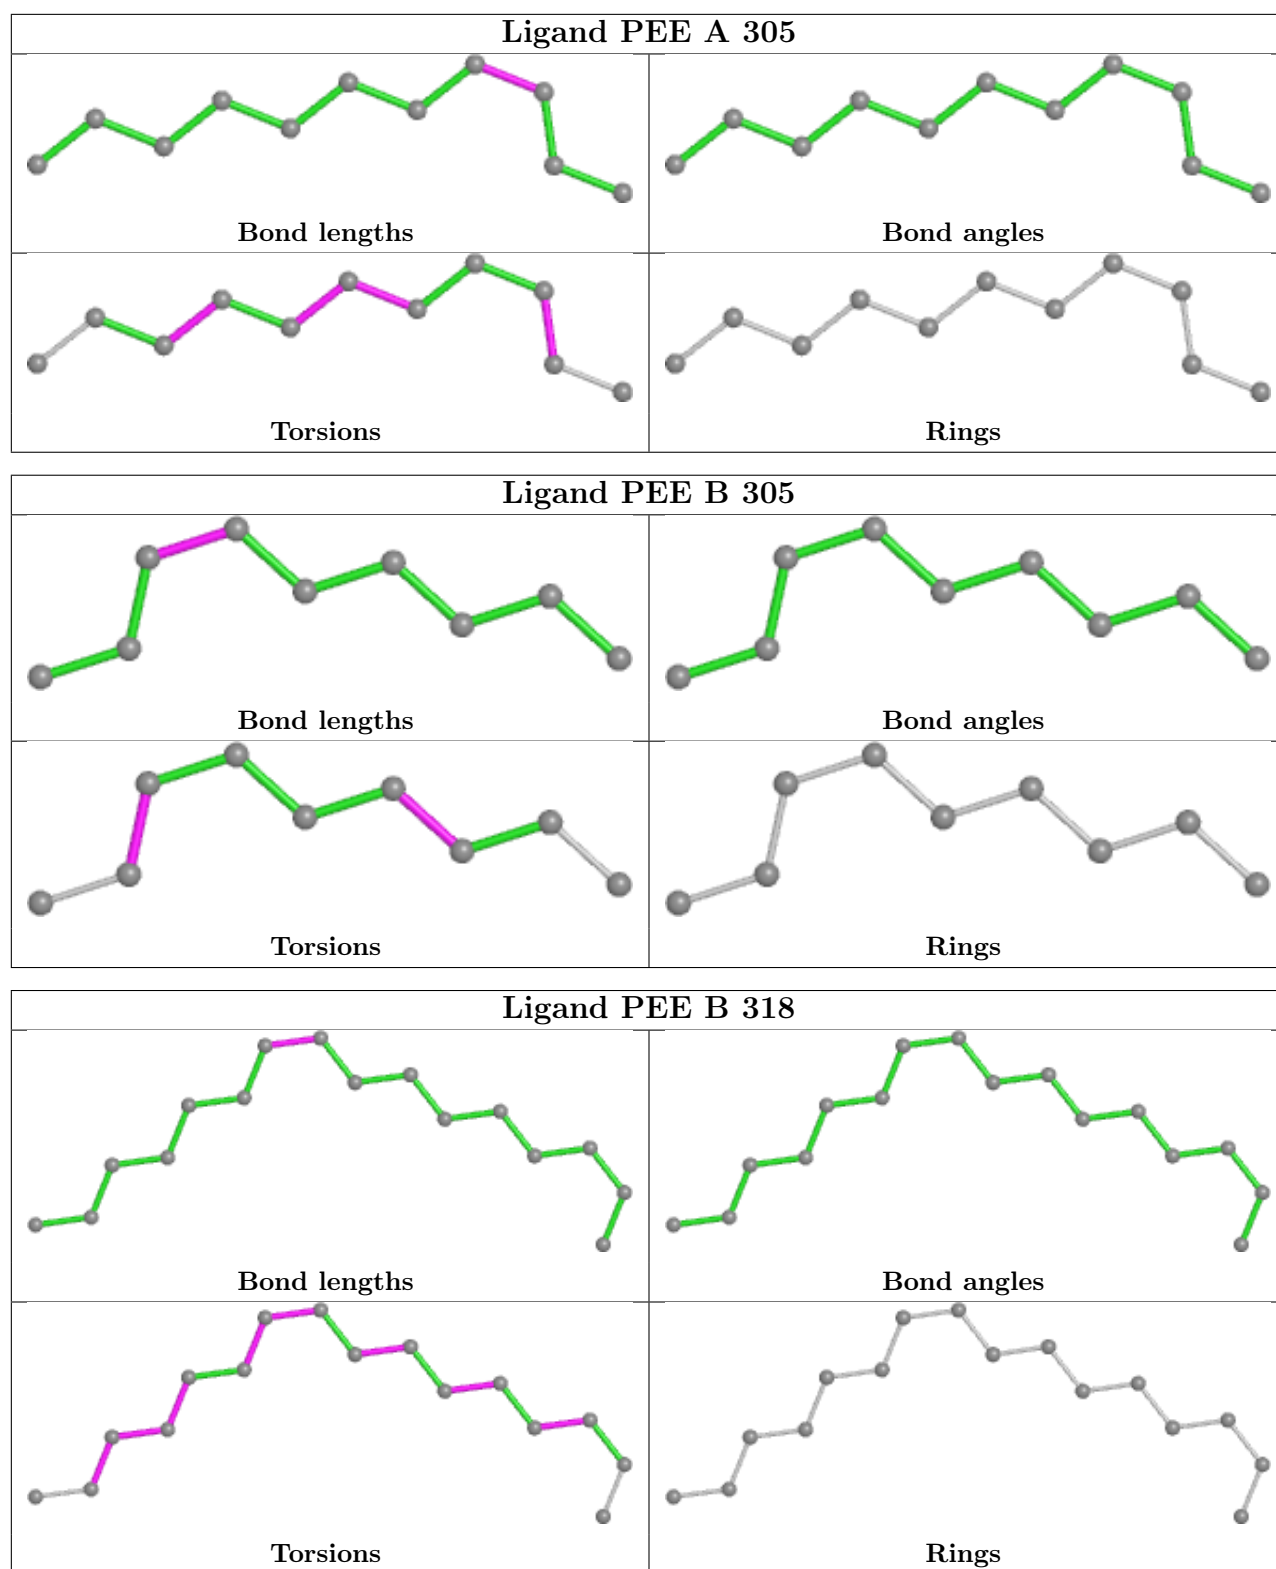 Ligand PEE A 305
Bond lengths
Bond angles
Torsions
Rings
Ligand PEE B 305
Bond lengths
Bond angles
Torsions
Rings
Ligand PEE B 318
Bond lengths
Bond angles
Torsions
Rings